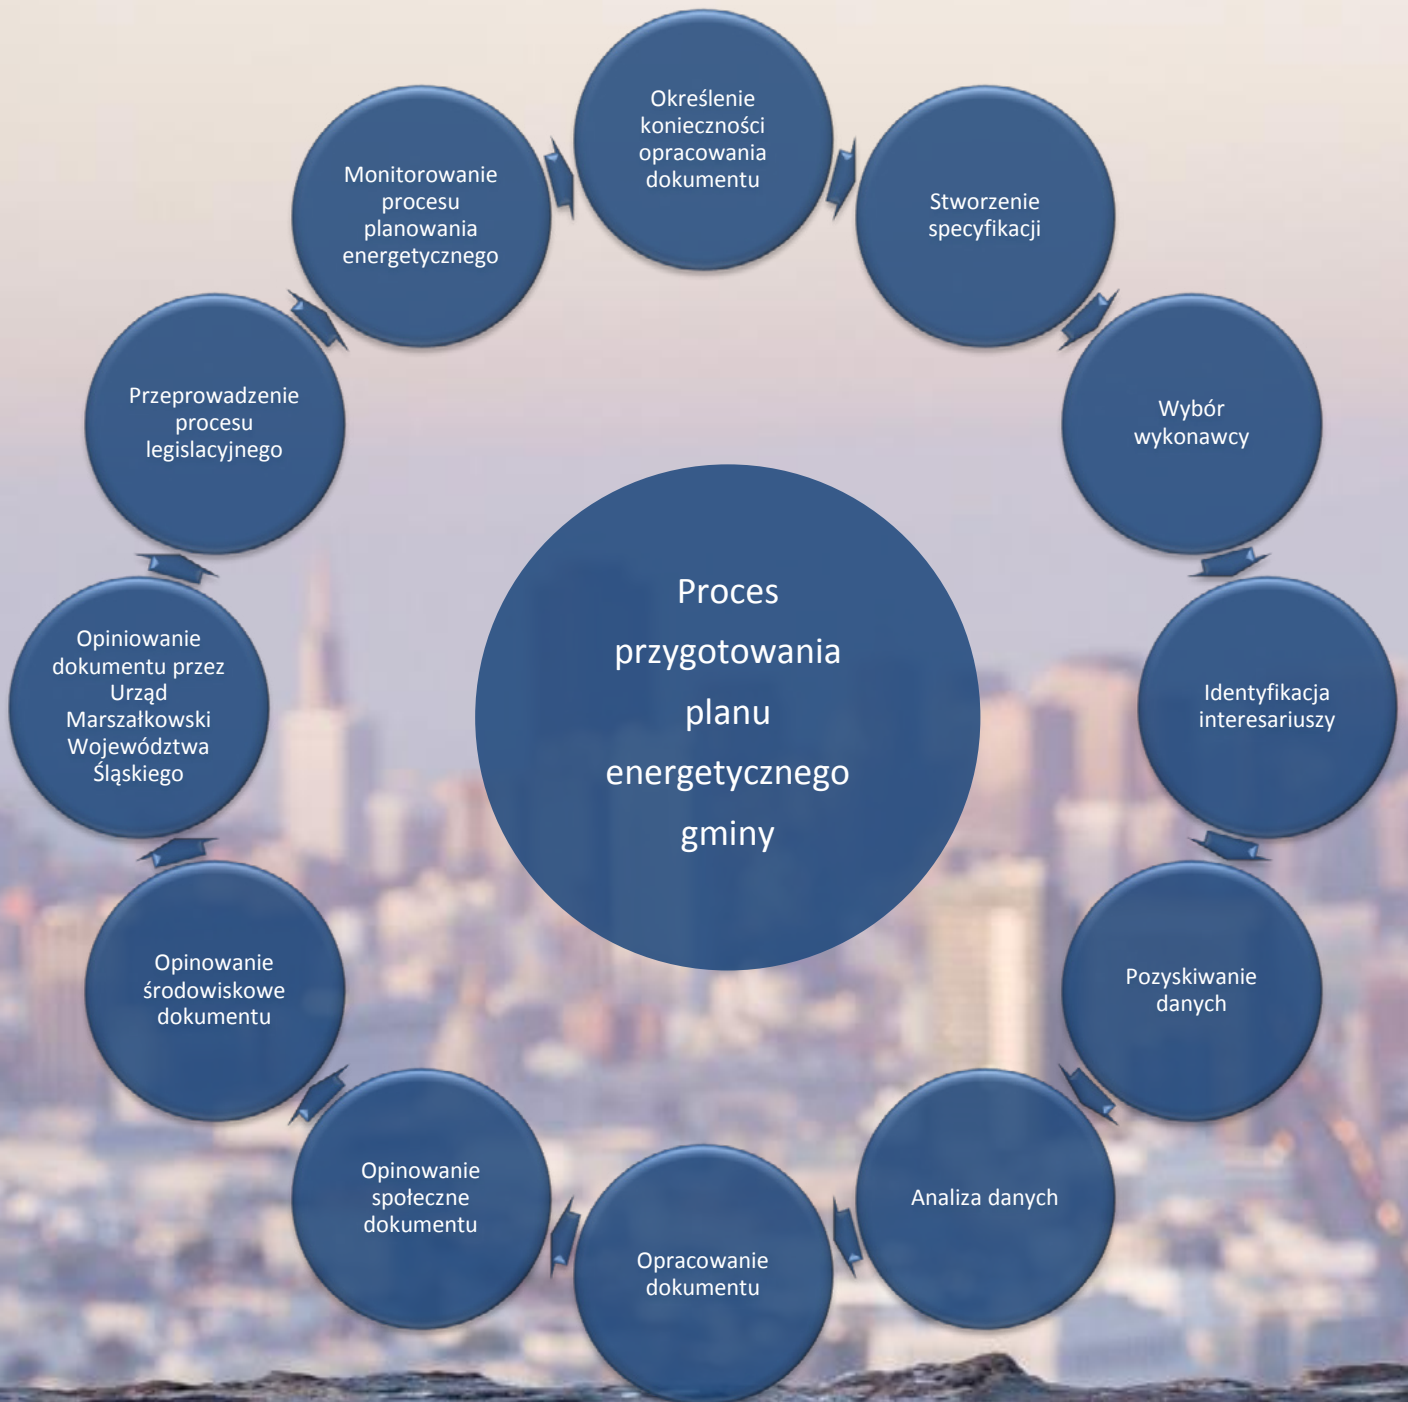 Określenie
konieczności
opracowania
dokumentu
Stworzenie
specyfikacji
Wybór
wykonawcy
Identyfikacja
interesariuszy
Pozyskiwanie
danych
Analiza danych
Opracowanie
dokumentu
Opinowanie
społeczne
dokumentu
Opinowanie
środowiskowe
dokumentu
Opiniowanie
dokumentu przez
Urząd
Marszałkowski
Województwa
Śląskiego
Przeprowadzenie
procesu
legislacyjnego
Monitorowanie
procesu
planowania
energetycznego
Proces
przygotowania
planu
energetycznego
gminy